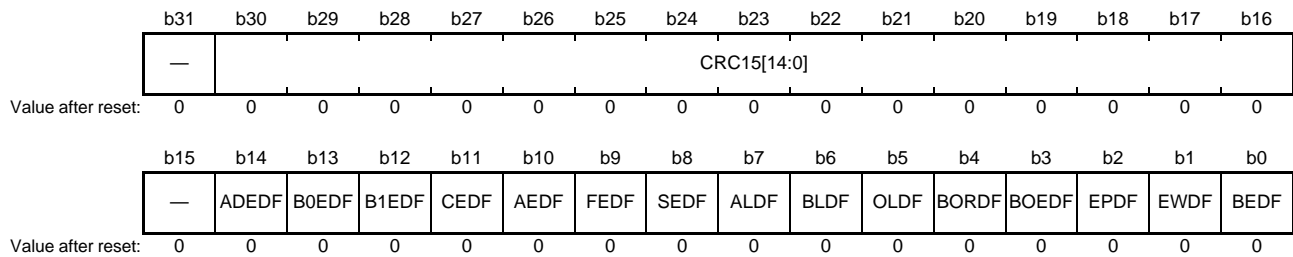 b31 b30 b29 b28 b27 b26 b25 b24 b23 b22 b21 b20 b19 b18 b17 b16
— CRC15[14:0]
Value after reset: 0 0 0 0 0 0 0 0 0 0 0 0 0 0 0 0
b15 b14 b13 b12 b11 b10 b9 b8 b7 b6 b5 b4 b3 b2 b1 b0
— ADEDF B0EDF B1EDF CEDF AEDF FEDF SEDF ALDF BLDF OLDF BORDF BOEDF EPDF EWDF BEDF
Value after reset: 0 0 0 0 0 0 0 0 0 0 0 0 0 0 0 0